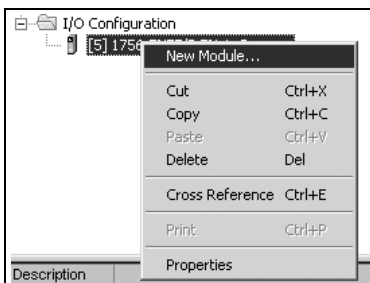 I/O Configuration
[5] 1756
New Module...
Cut Ctrl+X
Copy Ctrl+C
Paste Ctrl+V
Delete Del
Cross Reference Ctrl+E
Print Ctrl+P
Properties
Description